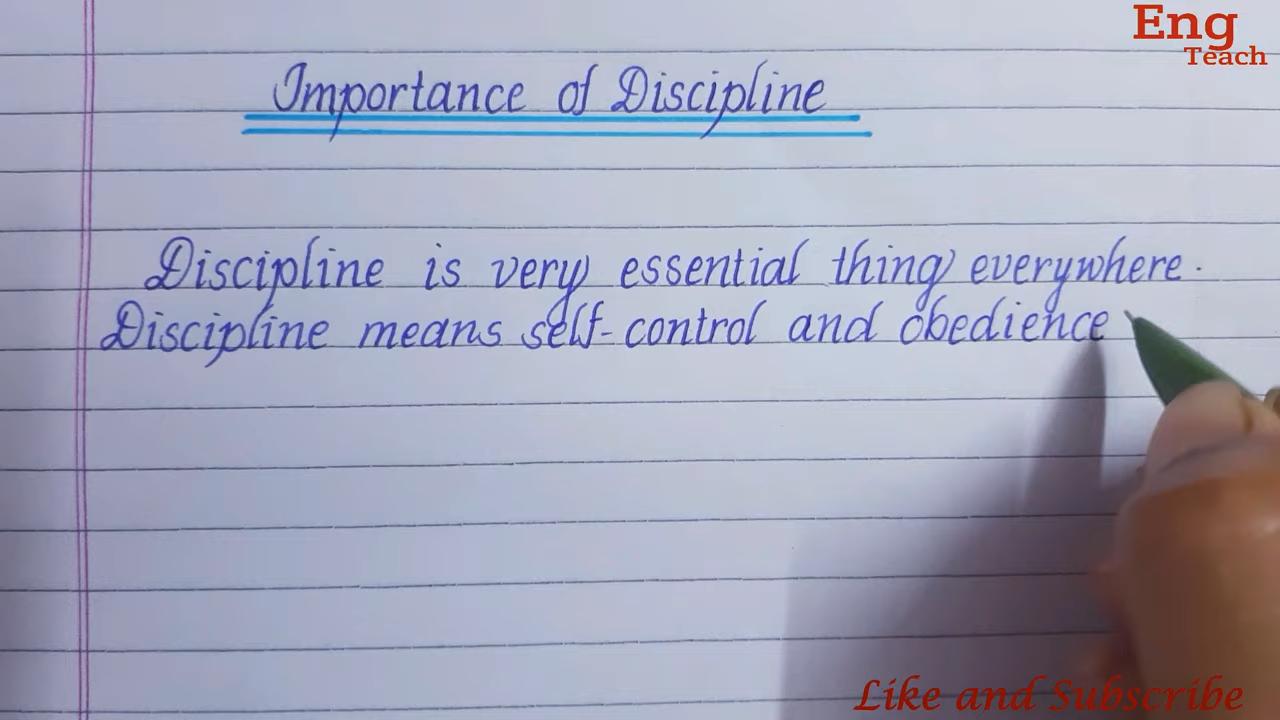 Eng
Teach
Importance of Discipline
Discipline is very essential thing everywhere.
Discipline means self-control and obedience
Like and Subscribe